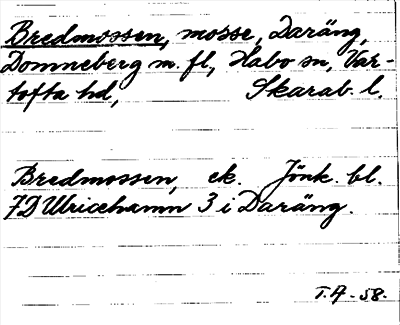 Bredmossen, mosse, Daräng,
Domneberg m. fl, Habo sn, Var-
tofta hd, Skarab. l.
Bredmossen, ek. Jönk. bl.
7D Ulricehamn 3 i Daräng.
T.A -58.